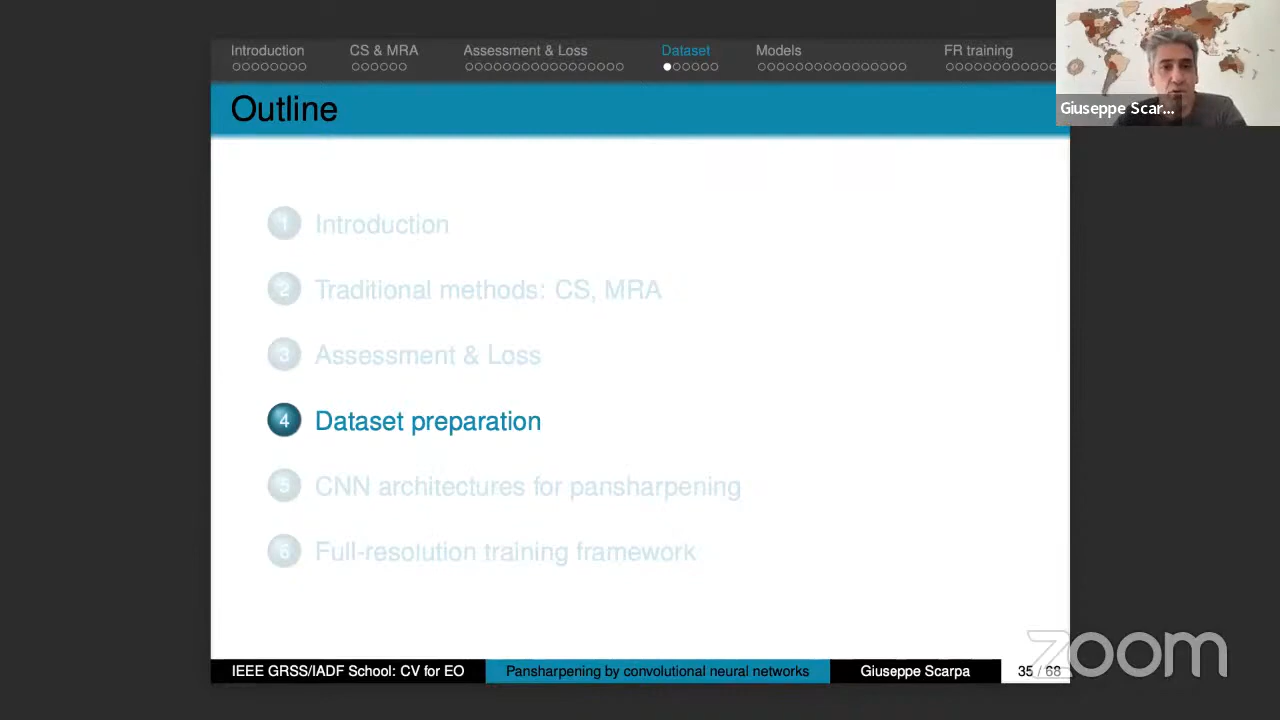 Introduction CS & MRA Assessment & Loss Dataset Models FR training
Outline
Giuseppe Scar...
1 Introduction
2 Traditional methods: CS, MRA
3 Assessment & Loss
4 Dataset preparation
5 CNN architectures for pansharpening
6 Full-resolution training framework
IEEE GRSS/IADF School: CV for EO Pansharpening by convolutional neural networks Giuseppe Scarpa 35 / 68
zoom